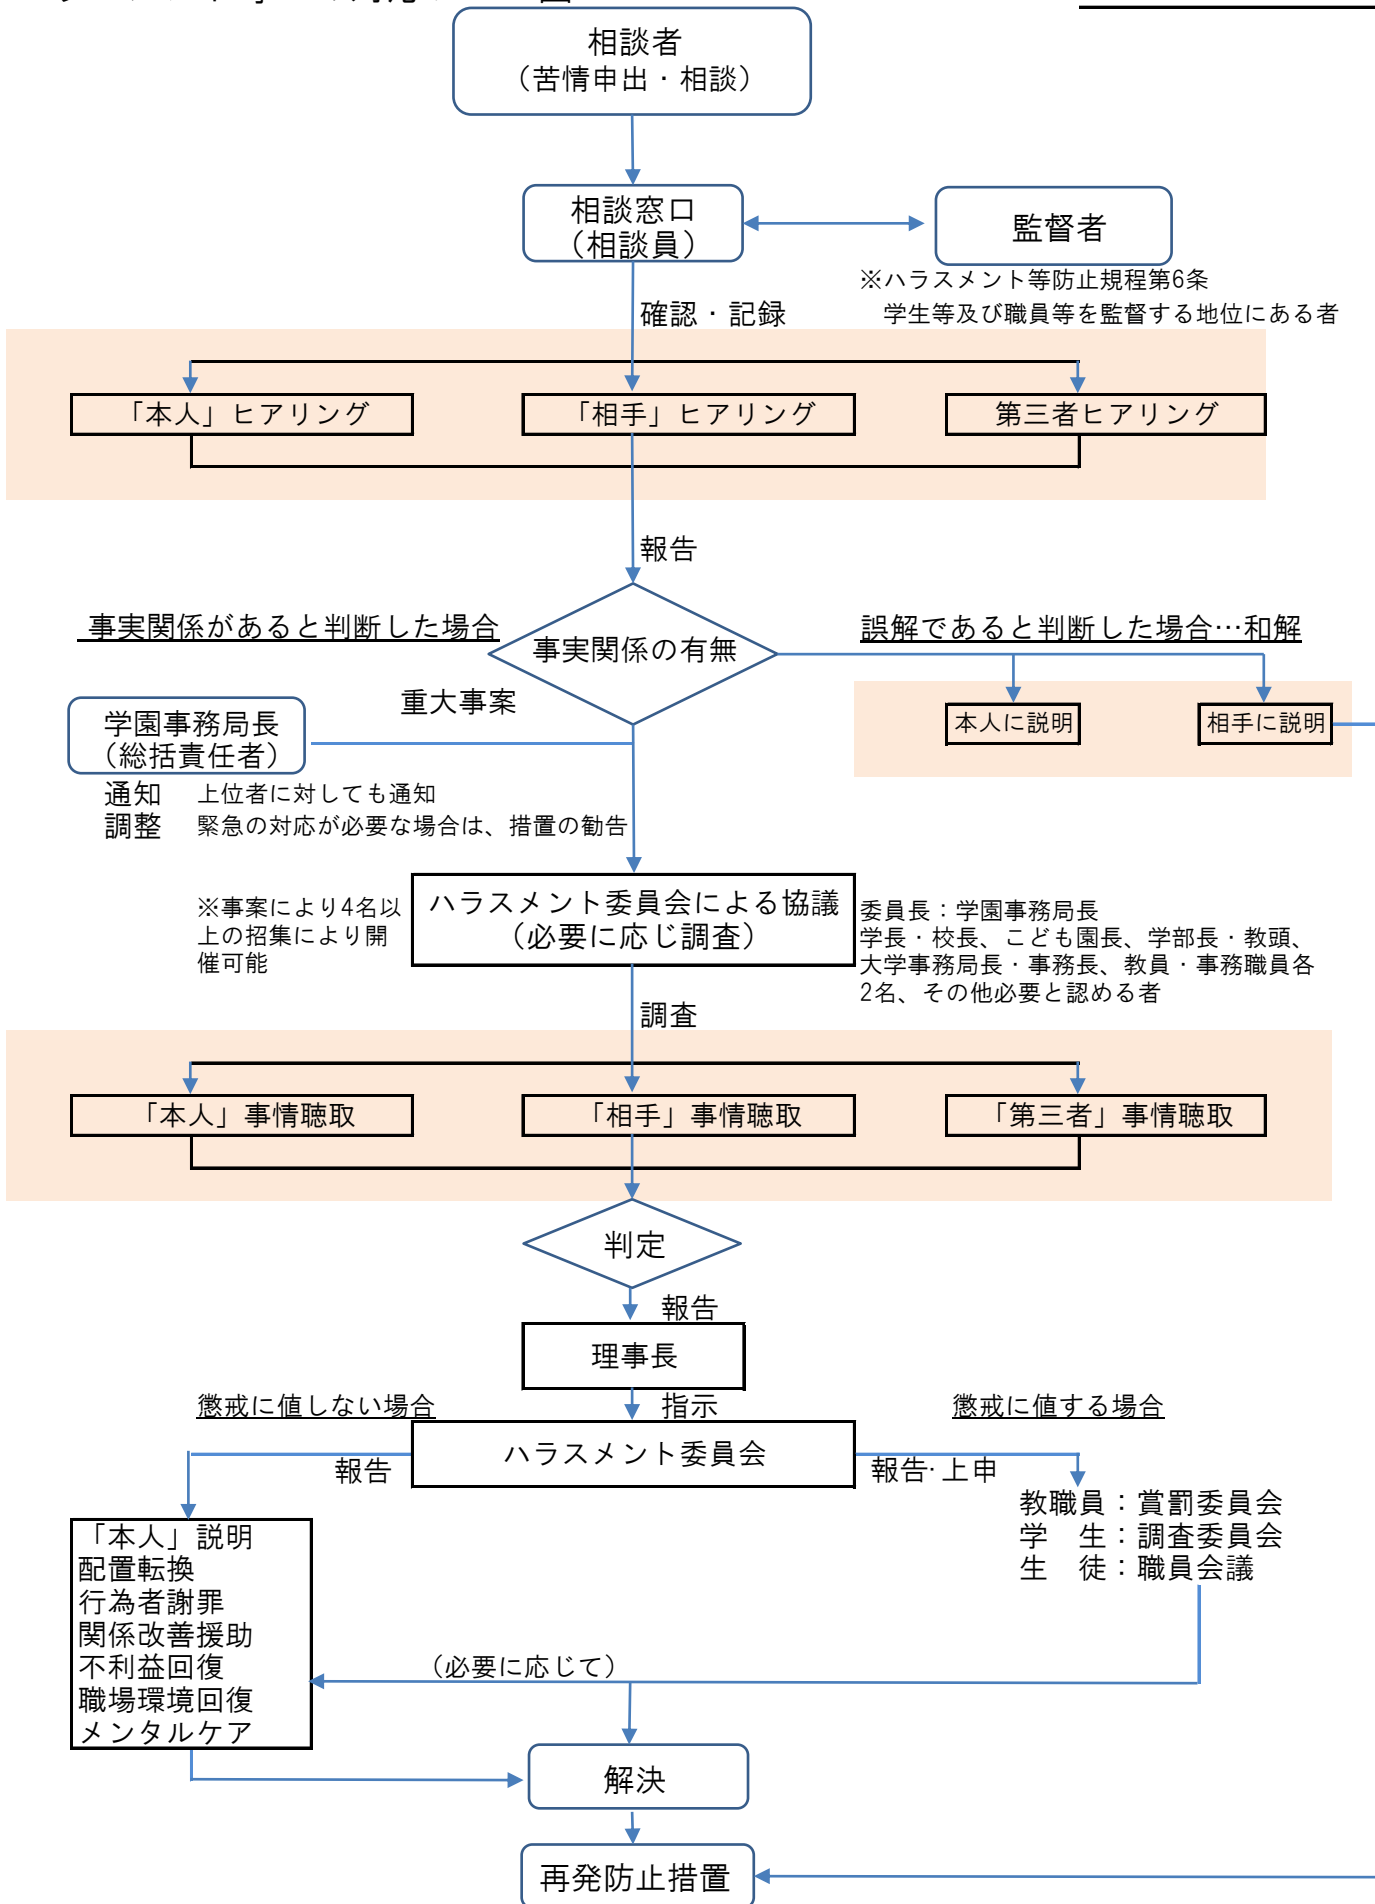 相談者
（苦情申出・相談）
相談窓口
（相談員）
監督者
※ハラスメント等防止規程第6条
学生等及び職員等を監督する地位にある者
確認・記録
「本人」ヒアリング
「相手」ヒアリング
第三者ヒアリング
報告
事実関係があると判断した場合
事実関係の有無
誤解であると判断した場合…和解
重大事案
本人に説明
相手に説明
学園事務局長
（総括責任者）
通知 上位者に対しても通知
調整 緊急の対応が必要な場合は、措置の勧告
※事案により4名以
上の招集により開
催可能
ハラスメント委員会による協議
（必要に応じ調査）
委員長：学園事務局長
学長・校長、こども園長、学部長・教頭、
大学事務局長・事務長、教員・事務職員各
2名、その他必要と認める者
調査
「本人」事情聴取
「相手」事情聴取
「第三者」事情聴取
判定
報告
理事長
指示
懲戒に値しない場合
懲戒に値する場合
ハラスメント委員会
報告
報告･上申
教職員：賞罰委員会
学　生：調査委員会
生　徒：職員会議
「本人」説明
配置転換
行為者謝罪
関係改善援助
不利益回復
職場環境回復
メンタルケア
（必要に応じて）
解決
再発防止措置